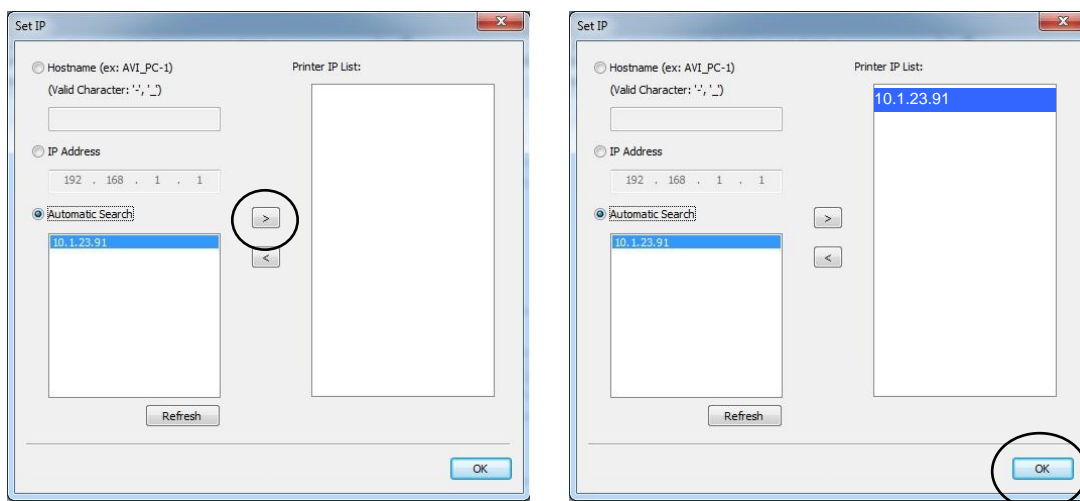 Set IP
Hostname (ex: AVI_PC-1)
(Valid Character: '-', '_')
IP Address
192 . 168 . 1 . 1
Automatic Search
10.1.23.91
Refresh
Printer IP List:
>
<
OK
Set IP
Hostname (ex: AVI_PC-1)
(Valid Character: '-', '_')
IP Address
192 . 168 . 1 . 1
Automatic Search
10.1.23.91
Refresh
Printer IP List:
10.1.23.91
>
<
OK